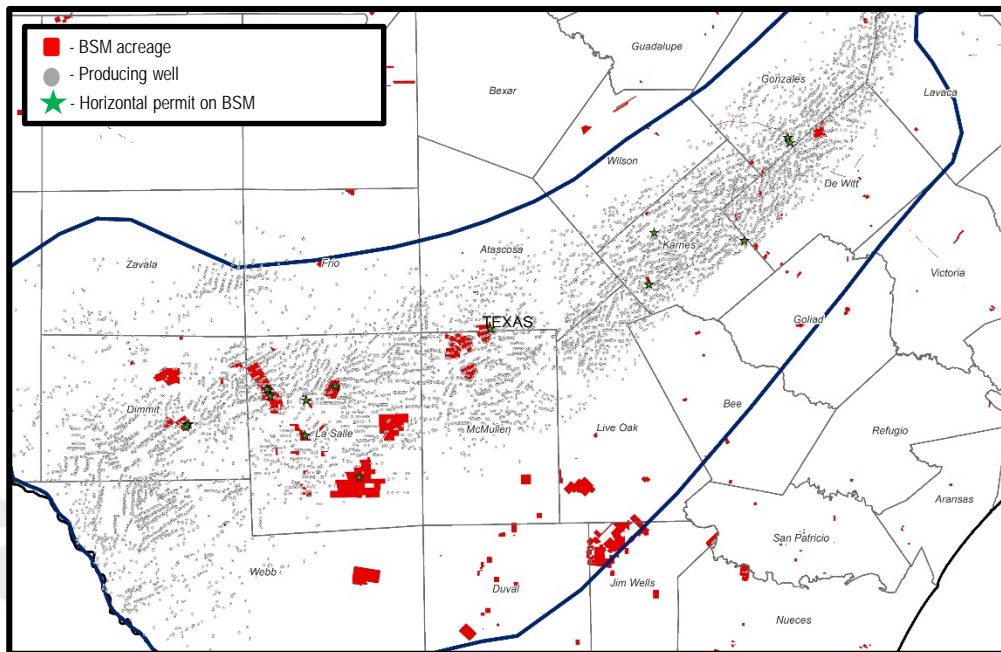 - BSM acreage
- Producing well
- Horizontal permit on BSM
Guadalupe
Bexar
Gonzales
Lavaca
Wilson
De Witt
Zavala
Frio
Atascosa
Karnes
Victoria
TEXAS
Goliad
Dimmit
La Salle
McMullen
Live Oak
Bee
Refugio
Aransas
San Patricio
Webb
Duval
Jim Wells
Nueces